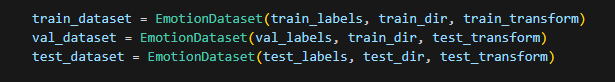 train_dataset = EmotionDataset(train_labels, train_dir, train_transform)
val_dataset = EmotionDataset(val_labels, train_dir, test_transform)
test_dataset = EmotionDataset(test_labels, test_dir, test_transform)